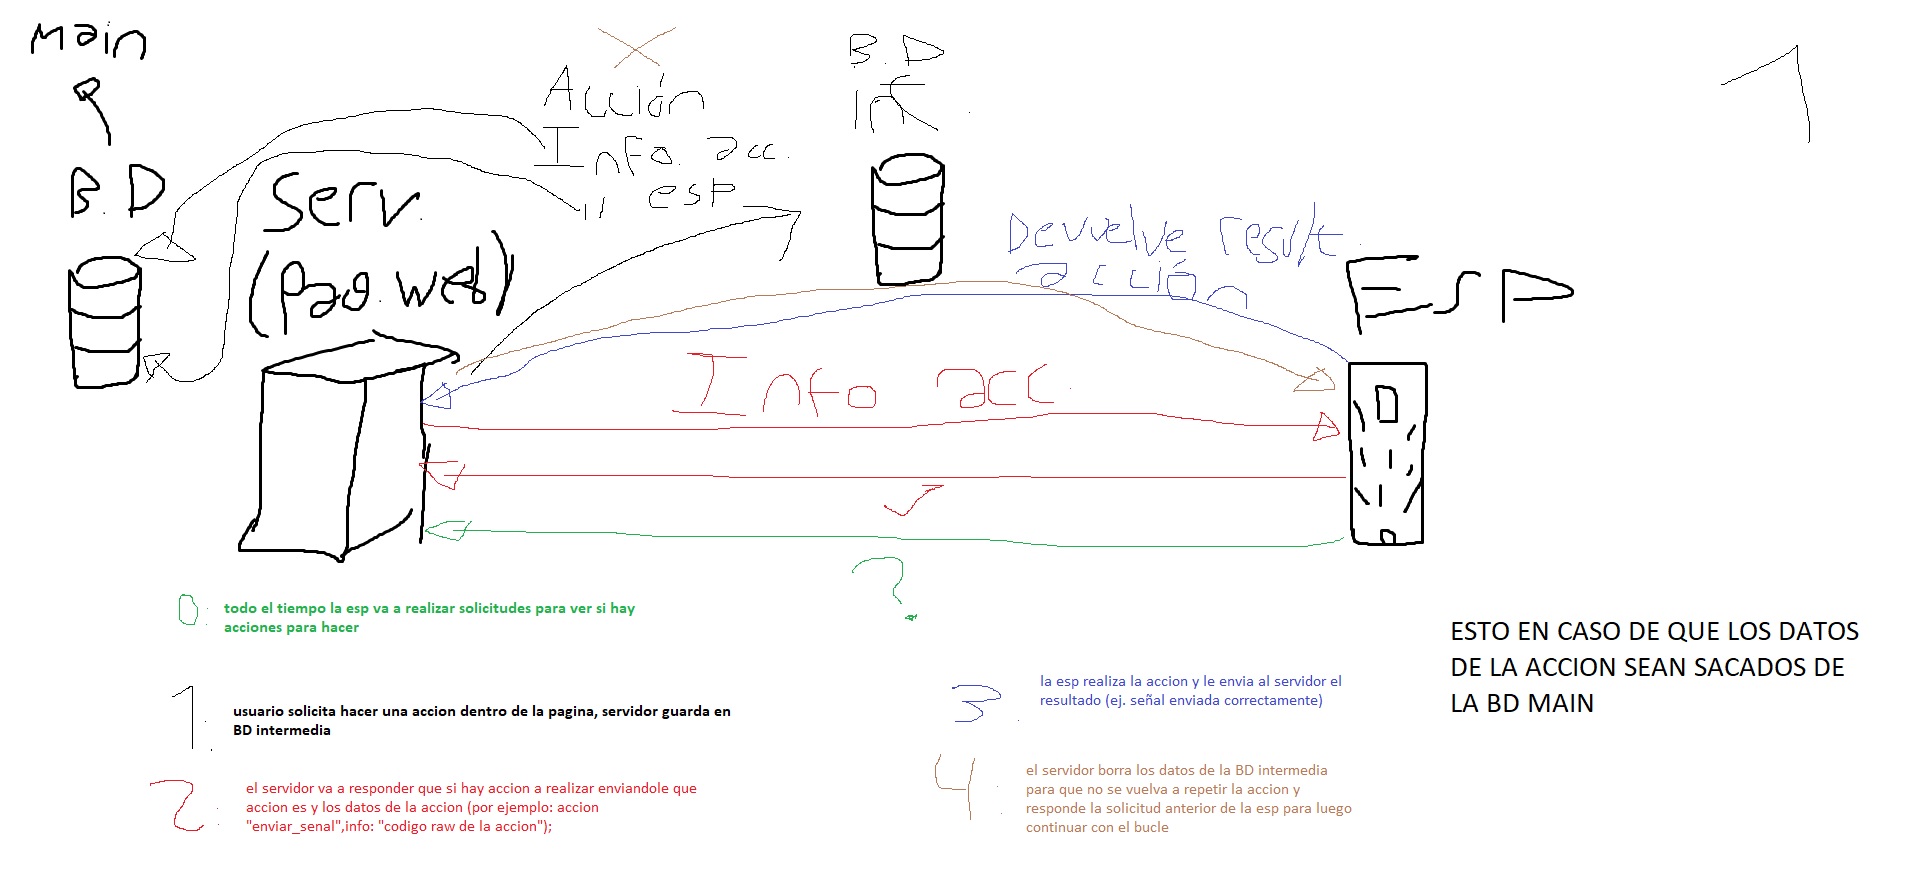 Main
B.D
Serv.
(Pag. web)
Acción
Info. acc.
" esp
B.D
Int
1
Devuelve result
acción
Esp
Info acc.
?
0. todo el tiempo la esp va a realizar solicitudes para ver si hay
acciones para hacer
1. usuario solicita hacer una accion dentro de la pagina, servidor guarda en
BD intermedia
2. el servidor va a responder que si hay accion a realizar enviandole que
accion es y los datos de la accion (por ejemplo: accion
"enviar_senal",info: "codigo raw de la accion");
3. la esp realiza la accion y le envia al servidor el
resultado (ej. señal enviada correctamente)
4. el servidor borra los datos de la BD intermedia
para que no se vuelva a repetir la accion y
responde la solicitud anterior de la esp para luego
continuar con el bucle
ESTO EN CASO DE QUE LOS DATOS
DE LA ACCION SEAN SACADOS DE
LA BD MAIN